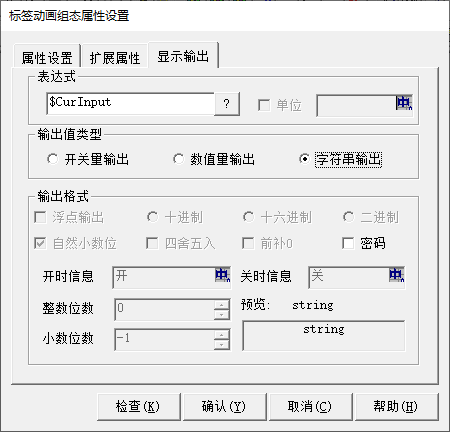 标签动画组态属性设置
属性设置 扩展属性 显示输出
表达式
$CurInput ? 单位
输出值类型
开关量输出 数值量输出 字符串输出
输出格式
浮点输出 十进制 十六进制 二进制
自然小数位 四舍五入 前补0 密码
开时信息 开 关时信息 关
整数位数 0 预览: string
小数位数 -1 string
检查(K) 确认(Y) 取消(C) 帮助(H)